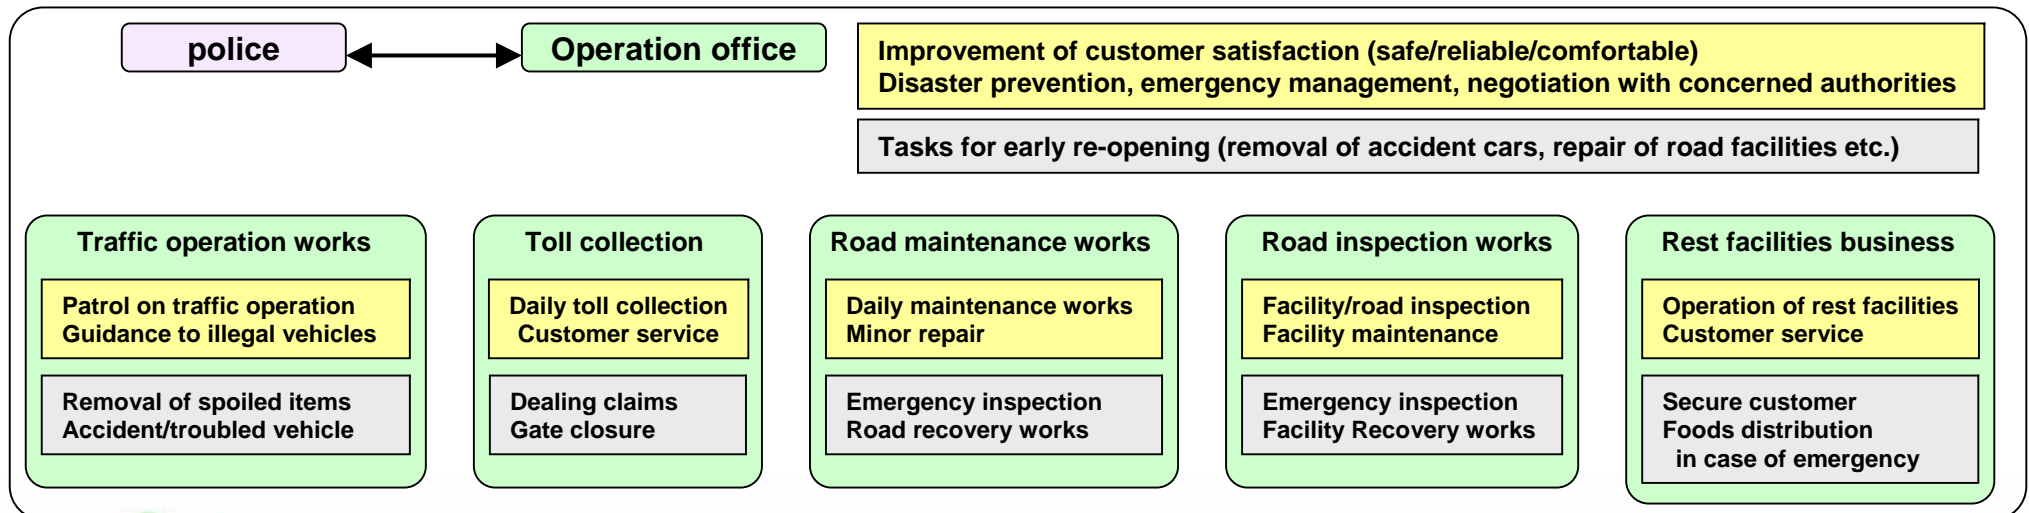 police
Operation office
Improvement of customer satisfaction (safe/reliable/comfortable)
Disaster prevention, emergency management, negotiation with concerned authorities
Tasks for early re-opening (removal of accident cars, repair of road facilities etc.)
Traffic operation works
Patrol on traffic operation
Guidance to illegal vehicles
Removal of spoiled items
Accident/troubled vehicle
Toll collection
Daily toll collection
Customer service
Dealing claims
Gate closure
Road maintenance works
Daily maintenance works
Minor repair
Emergency inspection
Road recovery works
Road inspection works
Facility/road inspection
Facility maintenance
Emergency inspection
Facility Recovery works
Rest facilities business
Operation of rest facilities
Customer service
Secure customer
Foods distribution
in case of emergency